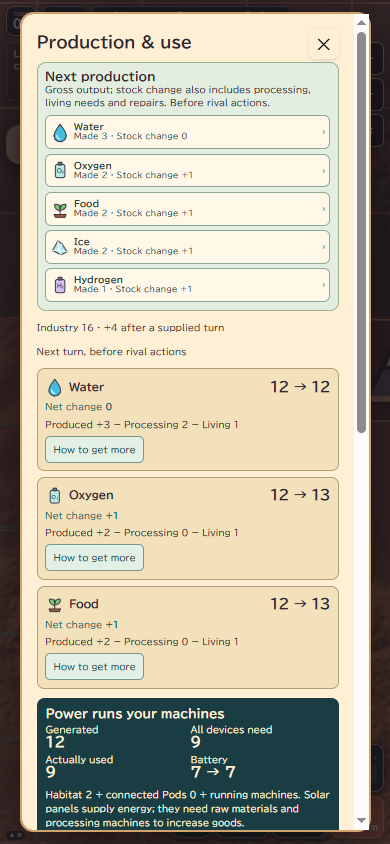 Production & use
Next production
Gross output; stock change also includes processing,
living needs and repairs. Before rival actions.
Water
Made 3 · Stock change 0
Oxygen
Made 2 · Stock change +1
Food
Made 2 · Stock change +1
Ice
Made 2 · Stock change +1
Hydrogen
Made 1 · Stock change +1
Industry 16 · +4 after a supplied turn
Next turn, before rival actions
Water 12 → 12
Net change 0
Produced +3 − Processing 2 − Living 1
How to get more
Oxygen 12 → 13
Net change +1
Produced +2 − Processing 0 − Living 1
How to get more
Food 12 → 13
Net change +1
Produced +2 − Processing 0 − Living 1
How to get more
Power runs your machines
Generated All devices need
12 9
Actually used Battery
9 7 → 7
Habitat 2 + connected Pods 0 + running machines. Solar
panels supply energy; they need raw materials and
processing machines to increase goods.